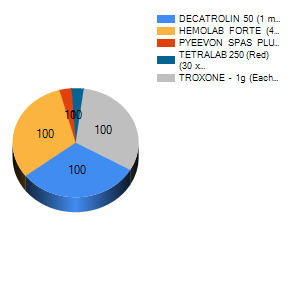 DECATROLIN 50 (1 m..
HEMOLAB FORTE (4..
PYEEVON SPAS PLU..
TETRALAB 250 (Red)
(30 x..
TROXONE - 1g (Each..
100
100
100
100